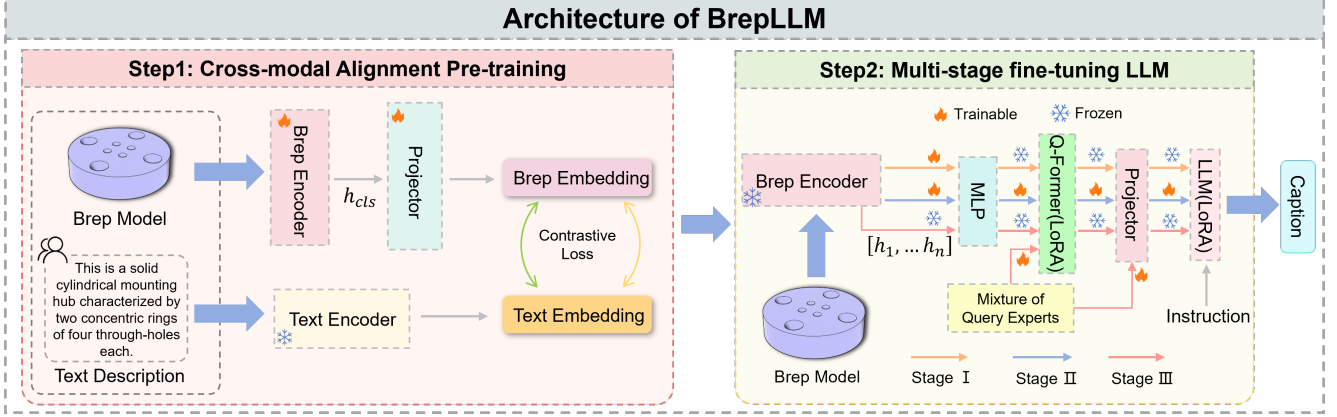 Architecture of BrepLLM
Step1: Cross-modal Alignment Pre-training
Brep Model
This is a solid
cylindrical mounting
hub characterized by
two concentric rings
of four through-holes
each.
Text Description
Brep Encoder
h_{cls}
Projector
Text Encoder
Brep Embedding
Contrastive
Loss
Text Embedding
Step2: Multi-stage fine-tuning LLM
Trainable
Frozen
Brep Encoder
[h_1, ... h_n]
MLP
Q-Former(LoRA)
Projector
LLM(LoRA)
Mixture of
Query Experts
Instruction
Brep Model
Stage Ⅰ
Stage Ⅱ
Stage Ⅲ
Caption